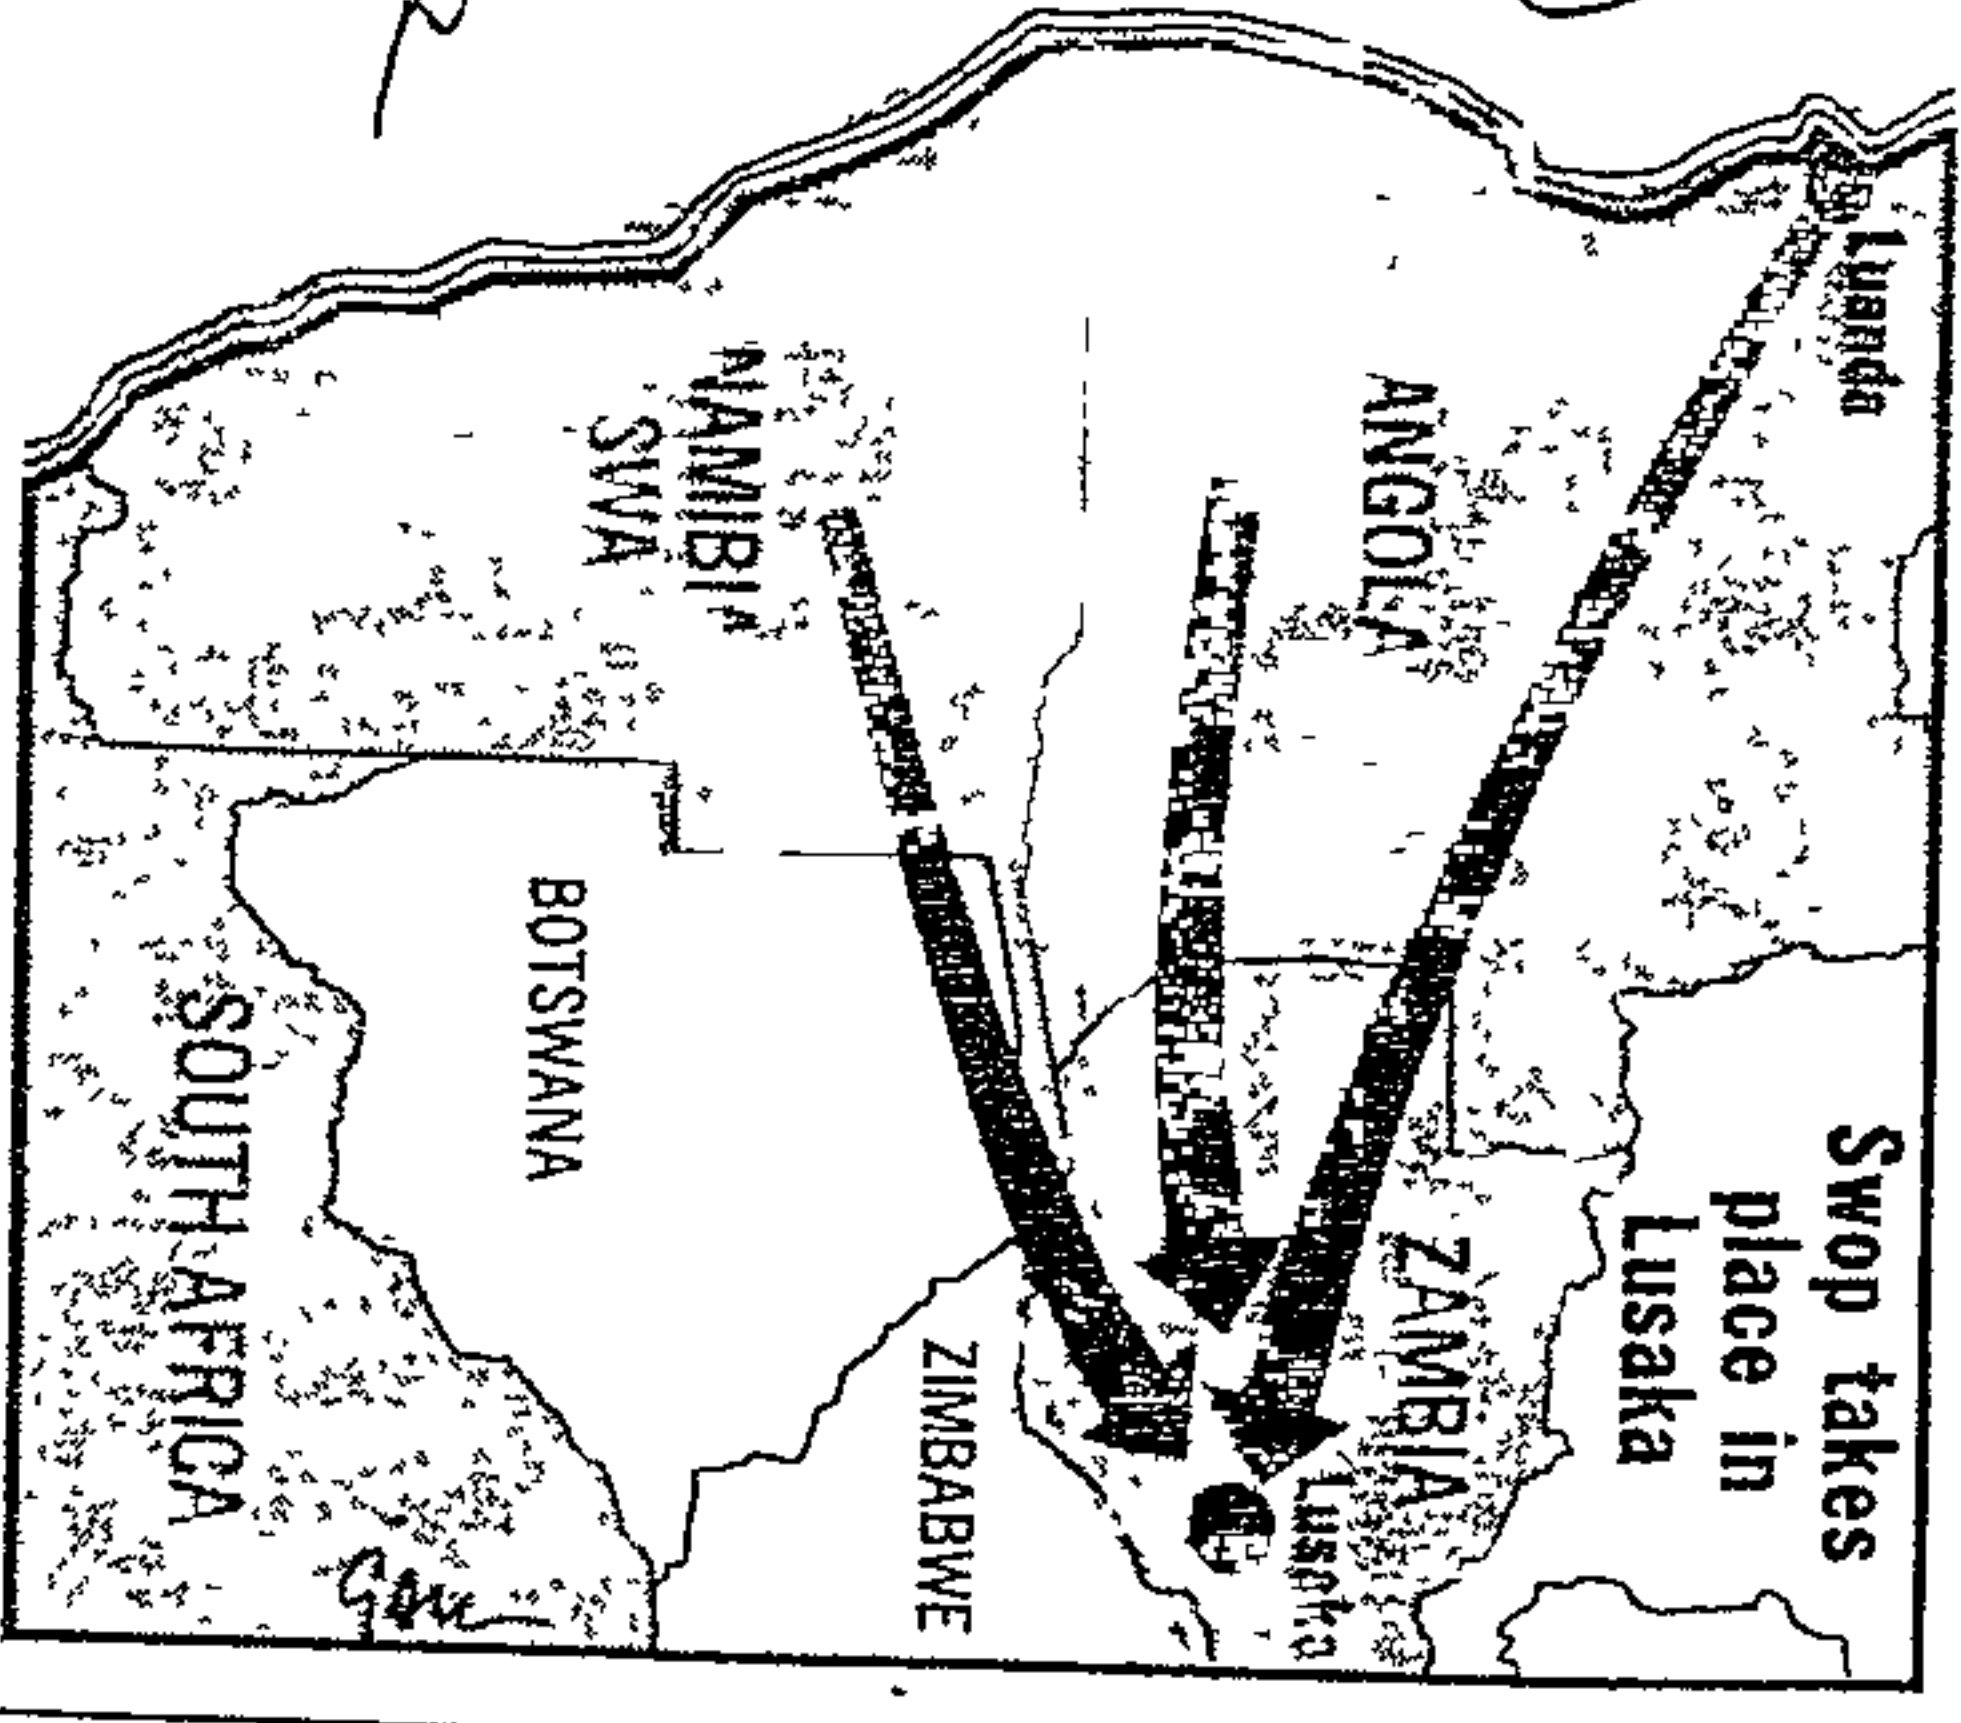 Swop takes
place in
Lusaka
Luanda
ANGOLA
ZAMBIA
Lusaka
NAMIBIA
SWA
ZIMBABWE
BOTSWANA
SOUTH AFRICA